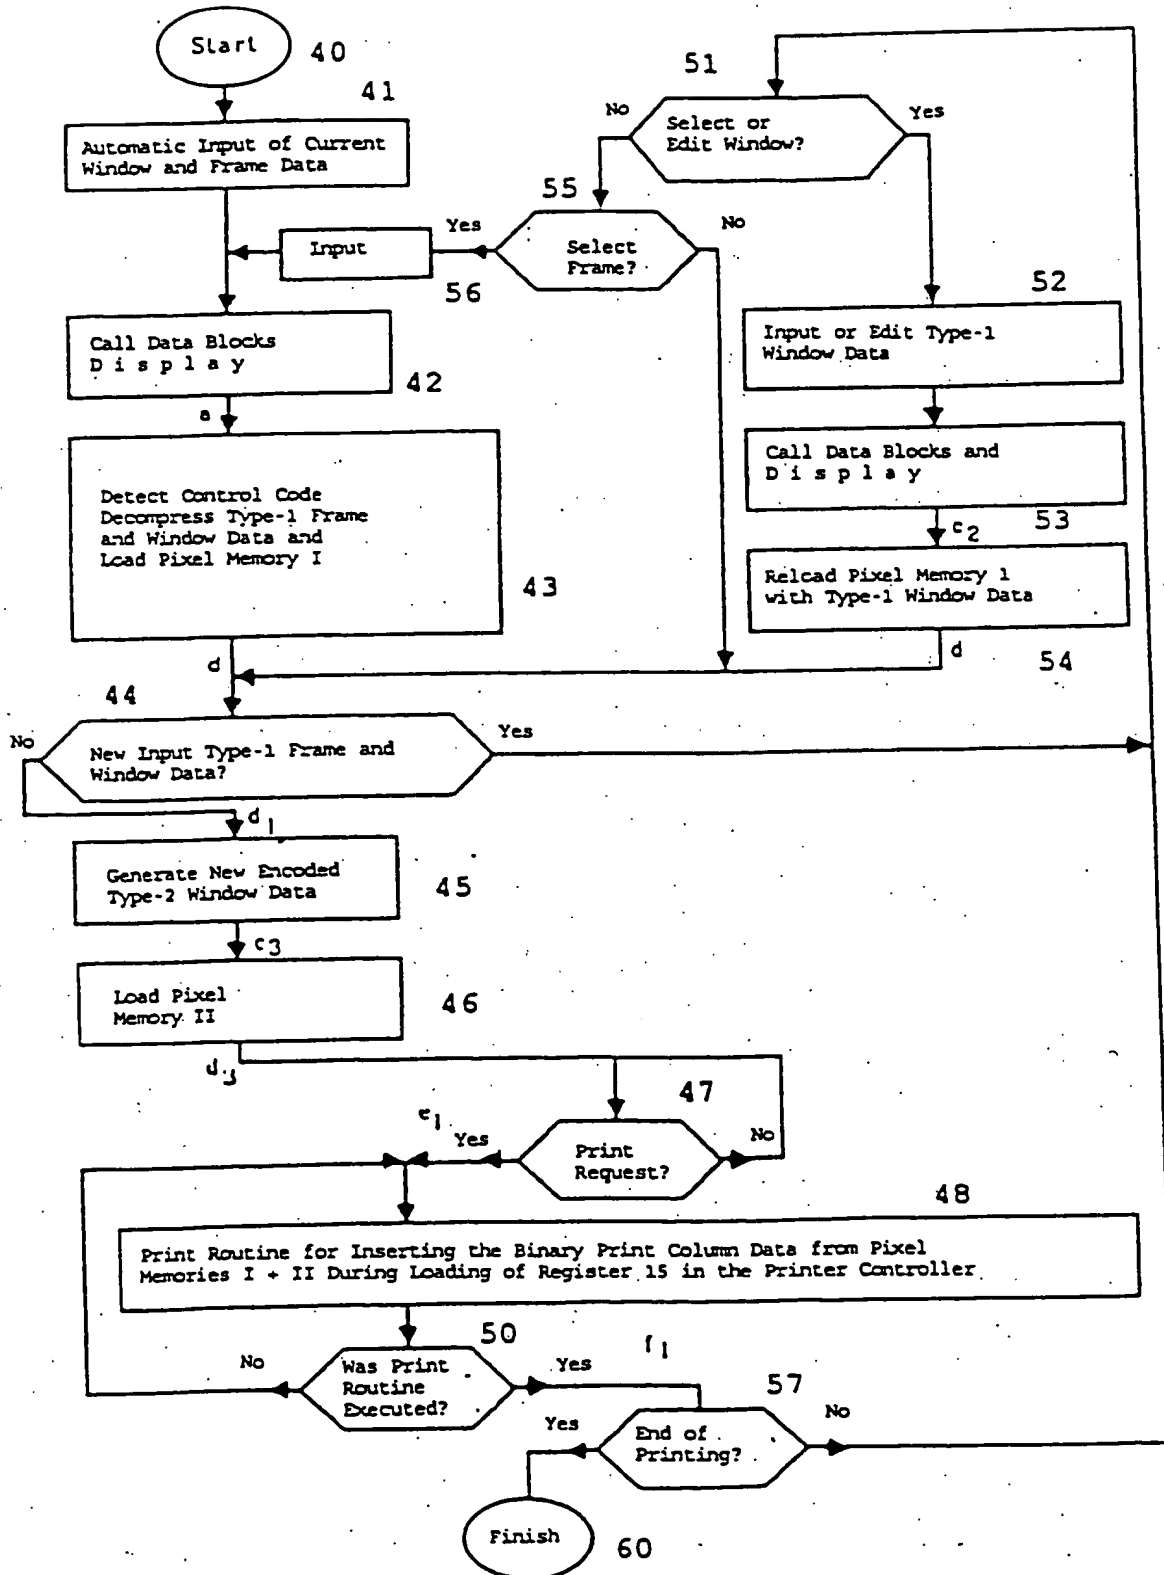 Start
40
41
Automatic Input of Current
Window and Frame Data
51
No
Select or
Edit Window?
Yes
55
Yes
Select
Frame?
No
Input
56
52
Input or Edit Type-1
Window Data
Call Data Blocks
D i s p l a y
42
a
Call Data Blocks and
D i s p l a y
53
c2
Detect Control Code
Decompress Type-1 Frame
and Window Data and
Load Pixel Memory I
43
Reload Pixel Memory 1
with Type-1 Window Data
54
d
d
44
No
New Input Type-1 Frame and
Window Data?
Yes
d1
Generate New Encoded
Type-2 Window Data
45
c3
Load Pixel
Memory II
46
d3
47
e1
Yes
Print
Request?
No
48
Print Routine for Inserting the Binary Print Column Data from Pixel
Memories I + II During Loading of Register 15 in the Printer Controller
50
f1
No
Was Print
Routine
Executed?
Yes
57
Yes
End of
Printing?
No
Finish
60